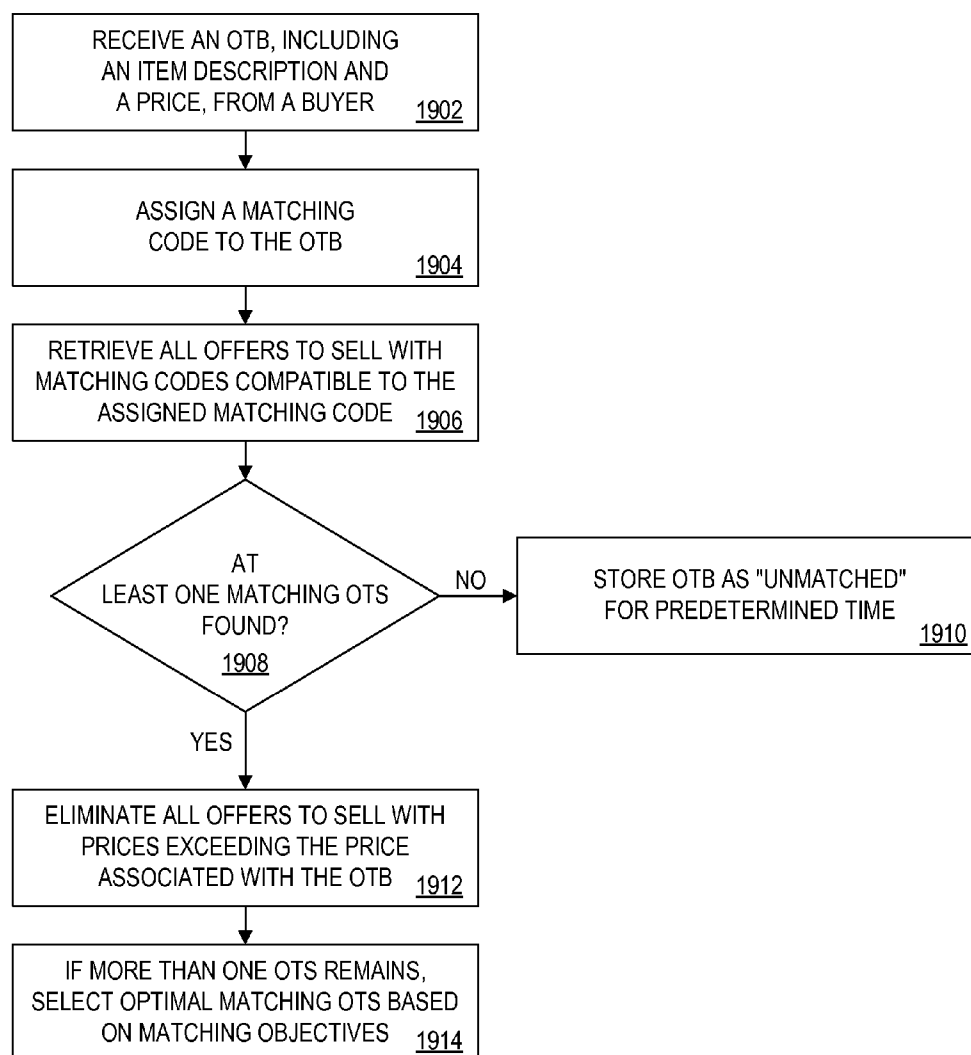 RECEIVE AN OTB, INCLUDING
AN ITEM DESCRIPTION AND
A PRICE, FROM A BUYER
1902
ASSIGN A MATCHING
CODE TO THE OTB
1904
RETRIEVE ALL OFFERS TO SELL WITH
MATCHING CODES COMPATIBLE TO THE
ASSIGNED MATCHING CODE
1906
AT
LEAST ONE MATCHING OTS
FOUND?
1908
NO
STORE OTB AS "UNMATCHED"
FOR PREDETERMINED TIME
1910
YES
ELIMINATE ALL OFFERS TO SELL WITH
PRICES EXCEEDING THE PRICE
ASSOCIATED WITH THE OTB
1912
IF MORE THAN ONE OTS REMAINS,
SELECT OPTIMAL MATCHING OTS BASED
ON MATCHING OBJECTIVES
1914